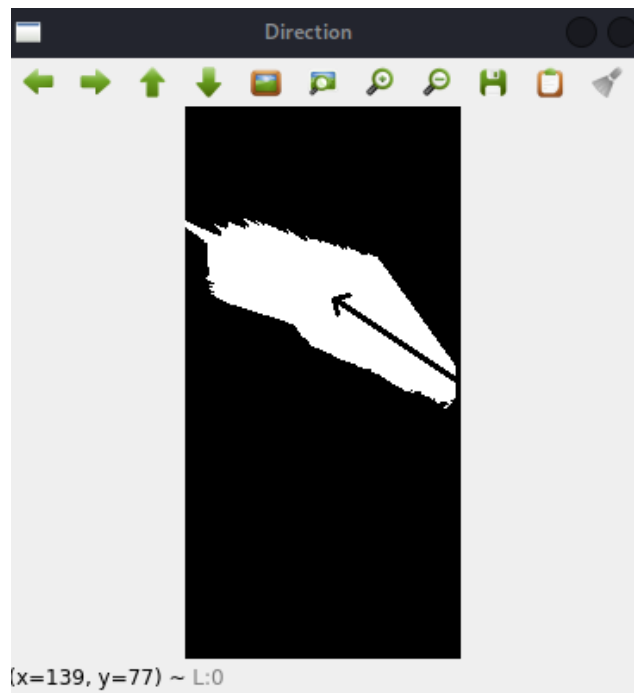 Direction
(x=139, y=77) ~ L:0